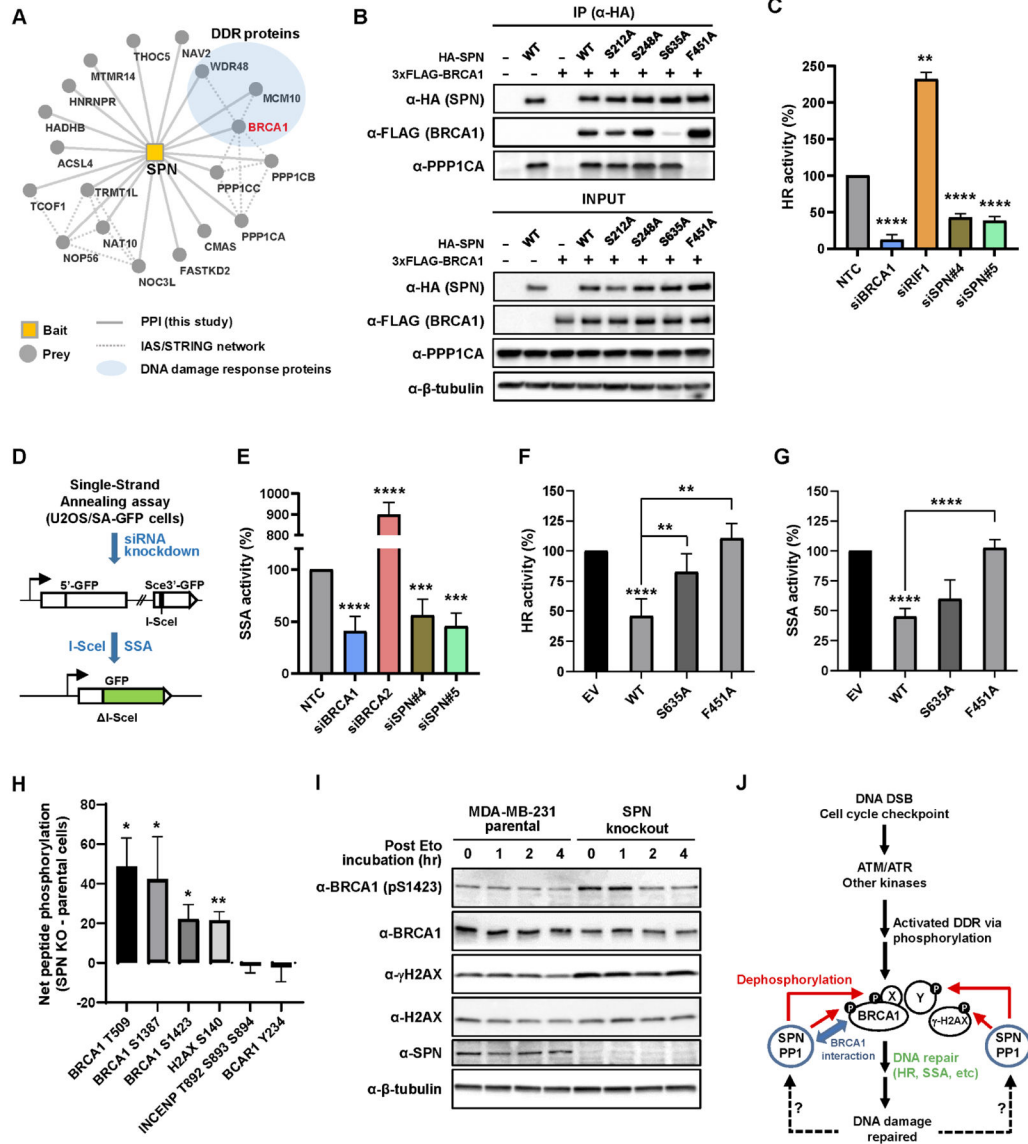 A
DDR proteins
NAV2
THOC5
WDR48
MTMR14
MCM10
HNRNPR
BRCA1
HADHB
ACSL4
SPN
PPP1CC
PPP1CB
TRMT1L
TCOF1
PPP1CA
NAT10
CMAS
NOP56
FASTKD2
NOC3L
Bait
Prey
PPI (this study)
IAS/STRING network
DNA damage response proteins
B
IP (α-HA)
HA-SPN – WT – WT S212A S248A S635A F451A
3xFLAG-BRCA1 – – + + + + + +
α-HA (SPN)
α-FLAG (BRCA1)
α-PPP1CA
INPUT
HA-SPN – WT – WT S212A S248A S635A F451A
3xFLAG-BRCA1 – – + + + + + +
α-HA (SPN)
α-FLAG (BRCA1)
α-PPP1CA
α-β-tubulin
C
HR activity (%)
250
200
150
100
50
0
****
**
****
****
NTC
siBRCA1
siRIF1
siSPN#4
siSPN#5
D
Single-Strand
Annealing assay
(U2OS/SA-GFP cells)
siRNA
knockdown
5'-GFP
Sce3'-GFP
I-SceI
I-SceI SSA
GFP
ΔI-SceI
E
SSA activity (%)
1000
900
800
100
50
0
****
****
***
***
NTC
siBRCA1
siBRCA2
siSPN#4
siSPN#5
F
HR activity (%)
150
125
100
75
50
25
0
**
**
****
EV
WT
S635A
F451A
G
SSA activity (%)
150
125
100
75
50
25
0
****
****
EV
WT
S635A
F451A
H
Net peptide phosphorylation
(SPN KO - parental cells)
80
60
40
20
0
-20
*
*
*
**
BRCA1 T509
BRCA1 S1387
BRCA1 S1423
H2AX S140
INCENP T892 S893 S894
BCAR1 Y234
I
MDA-MB-231
parental
SPN
knockout
Post Eto
incubation (hr)
0 1 2 4 0 1 2 4
α-BRCA1 (pS1423)
α-BRCA1
α-γH2AX
α-H2AX
α-SPN
α-β-tubulin
J
DNA DSB
Cell cycle checkpoint
ATM/ATR
Other kinases
Activated DDR via
phosphorylation
Dephosphorylation
P
P
X
Y
P
BRCA1
P
γ-H2AX
SPN
PP1
BRCA1
interaction
SPN
PP1
DNA repair
(HR, SSA, etc)
?
?
DNA damage
repaired